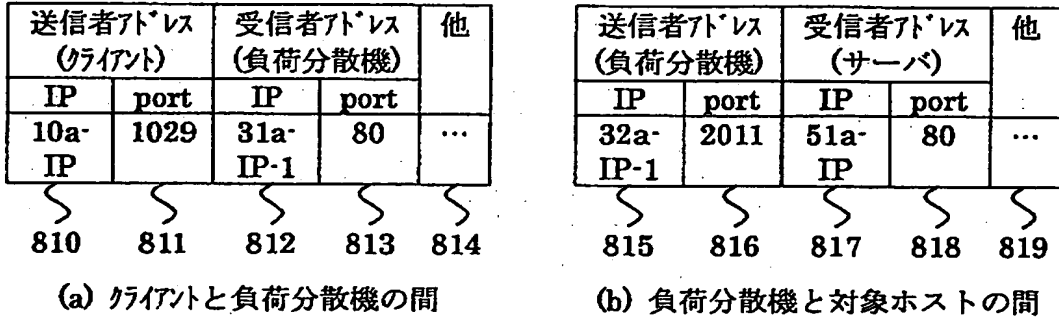 送信者ｱﾄﾞﾚｽ
(ｸﾗｲｱﾝﾄ)
受信者ｱﾄﾞﾚｽ
(負荷分散機)
他
IP
port
IP
port
10a-
IP
1029
31a-
IP-1
80
…
810
811
812
813
814
(a) ｸﾗｲｱﾝﾄと負荷分散機の間
送信者ｱﾄﾞﾚｽ
(負荷分散機)
受信者ｱﾄﾞﾚｽ
(サーバ)
他
IP
port
IP
port
32a-
IP-1
2011
51a-
IP
80
…
815
816
817
818
819
(b) 負荷分散機と対象ホストの間